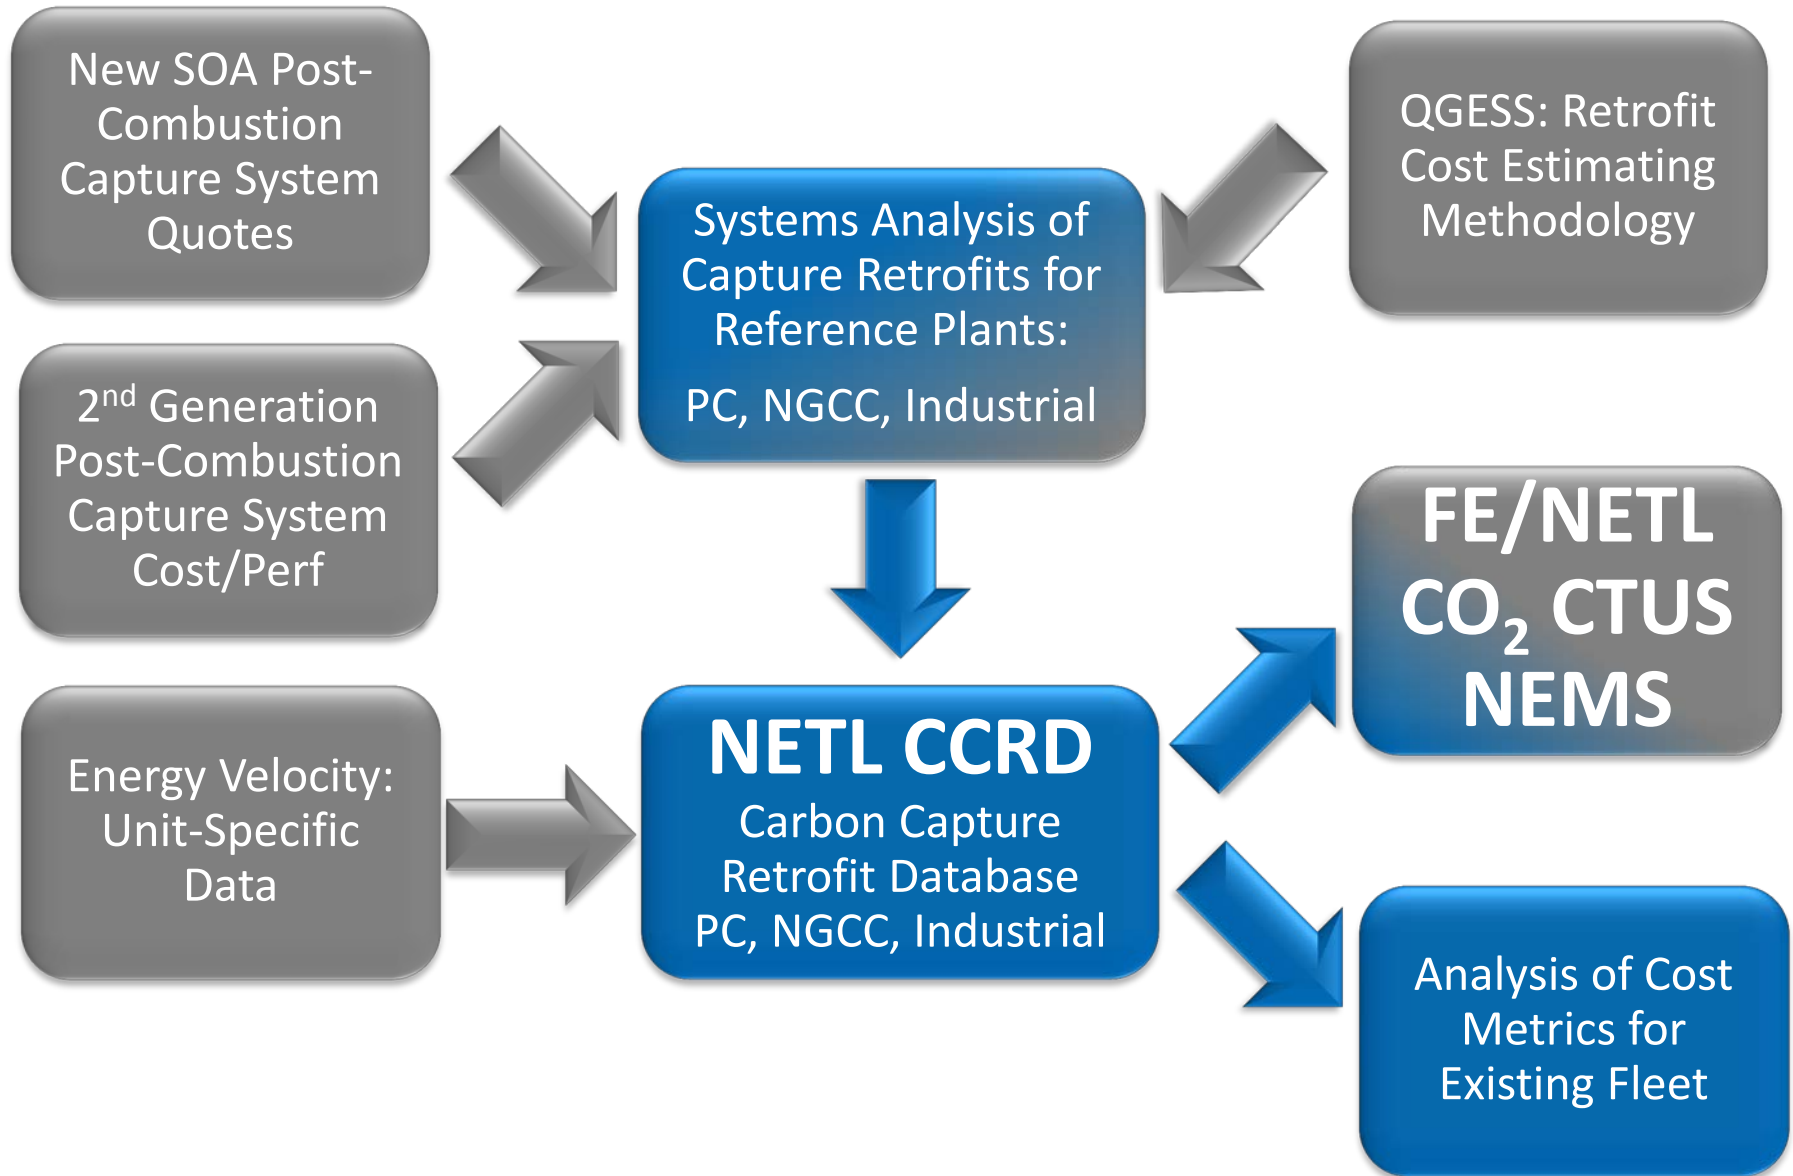 New SOA Post-
Combustion
Capture System
Quotes
QGESS: Retrofit
Cost Estimating
Methodology
Systems Analysis of
Capture Retrofits for
Reference Plants:
PC, NGCC, Industrial
2nd Generation
Post-Combustion
Capture System
Cost/Perf
FE/NETL
CO₂ CTUS
NEMS
Energy Velocity:
Unit-Specific
Data
NETL CCRD
Carbon Capture
Retrofit Database
PC, NGCC, Industrial
Analysis of Cost
Metrics for
Existing Fleet